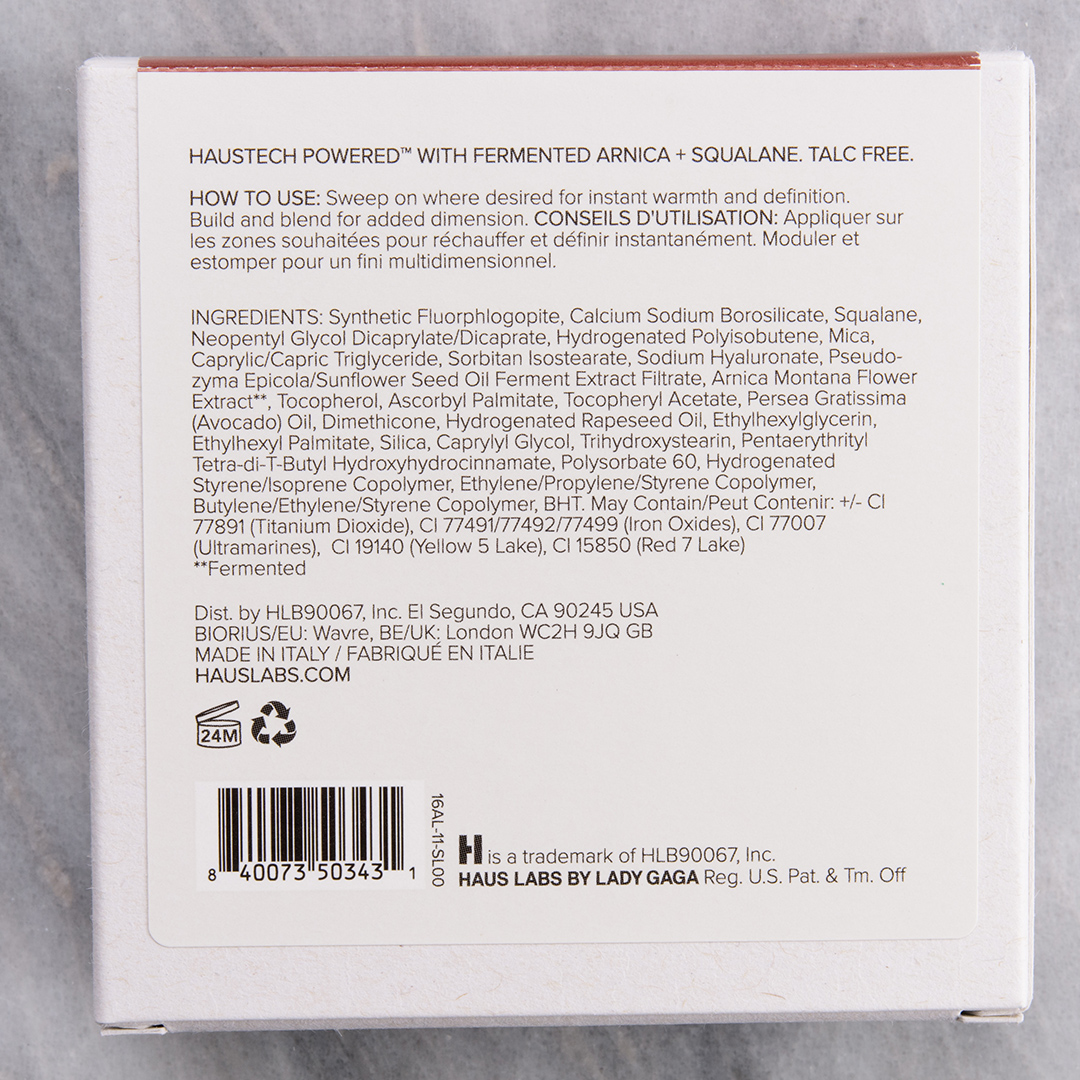 HAUSTECH POWERED™ WITH FERMENTED ARNICA + SQUALANE. TALC FREE.
HOW TO USE: Sweep on where desired for instant warmth and definition.
Build and blend for added dimension. CONSEILS D'UTILISATION: Appliquer sur
les zones souhaitées pour réchauffer et définir instantanément. Moduler et
estomper pour un fini multidimensionnel.
INGREDIENTS: Synthetic Fluorphlogopite, Calcium Sodium Borosilicate, Squalane,
Neopentyl Glycol Dicaprylate/Dicaprate, Hydrogenated Polyisobutene, Mica,
Caprylic/Capric Triglyceride, Sorbitan Isostearate, Sodium Hyaluronate, Pseudo-
zyma Epicola/Sunflower Seed Oil Ferment Extract Filtrate, Arnica Montana Flower
Extract**, Tocopherol, Ascorbyl Palmitate, Tocopheryl Acetate, Persea Gratissima
(Avocado) Oil, Dimethicone, Hydrogenated Rapeseed Oil, Ethylhexylglycerin,
Ethylhexyl Palmitate, Silica, Caprylyl Glycol, Trihydroxystearin, Pentaerythrityl
Tetra-di-T-Butyl Hydroxyhydrocinnamate, Polysorbate 60, Hydrogenated
Styrene/Isoprene Copolymer, Ethylene/Propylene/Styrene Copolymer,
Butylene/Ethylene/Styrene Copolymer, BHT. May Contain/Peut Contenir: +/- CI
77891 (Titanium Dioxide), CI 77491/77492/77499 (Iron Oxides), CI 77007
(Ultramarines), CI 19140 (Yellow 5 Lake), CI 15850 (Red 7 Lake)
**Fermented
Dist. by HLB90067, Inc. El Segundo, CA 90245 USA
BIORIUS/EU: Wavre, BE/UK: London WC2H 9JQ GB
MADE IN ITALY / FABRIQUÉ EN ITALIE
HAUSLABS.COM
24M
8 40073 50343 1
16AL-11-SL00
H is a trademark of HLB90067, Inc.
HAUS LABS BY LADY GAGA Reg. U.S. Pat. & Tm. Off